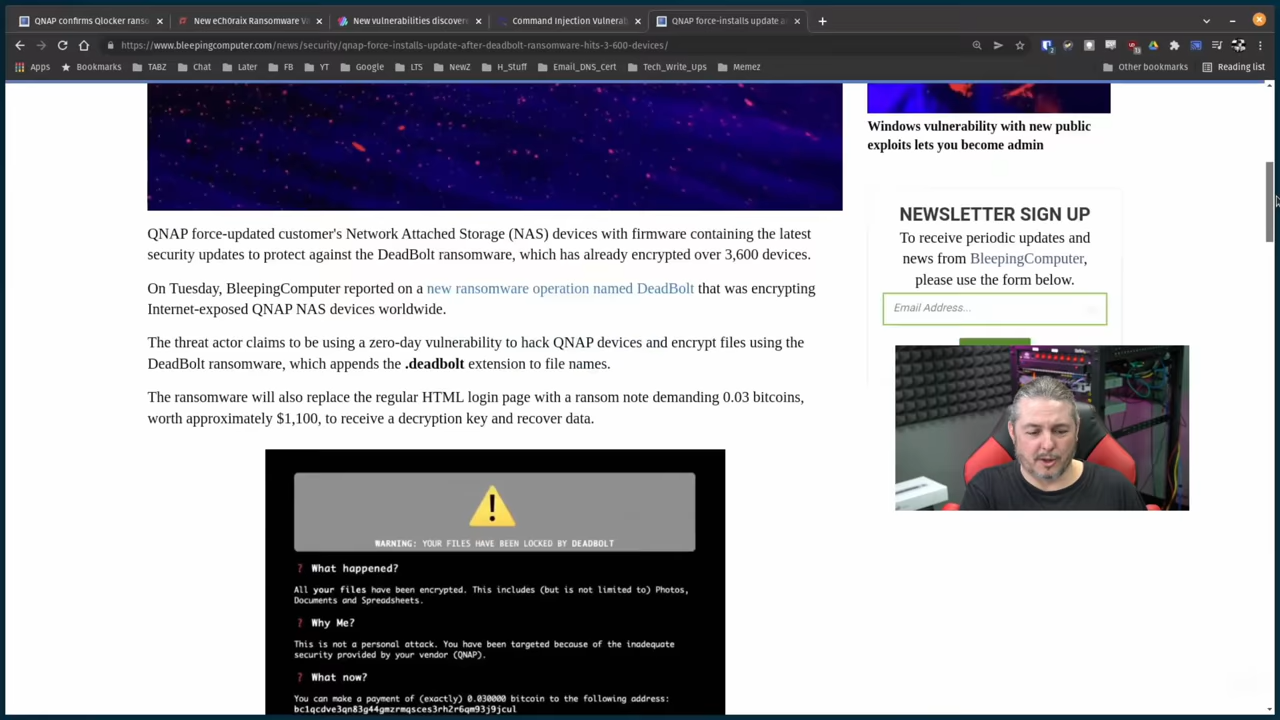 QNAP confirms Qlocker ranso
New ech0raix Ransomware Va
New vulnerabilities discover
Command Injection Vulnerabi
QNAP force-installs update a
https://www.bleepingcomputer.com/news/security/qnap-force-installs-update-after-deadbolt-ransomware-hits-3-600-devices/
Apps
Bookmarks
TABZ
Chat
Later
FB
YT
Google
LTS
NewZ
H_Stuff
Email_DNS_Cert
Tech_Write_Ups
Memez
Other bookmarks
Reading list
Windows vulnerability with new public
exploits lets you become admin
NEWSLETTER SIGN UP
To receive periodic updates and
news from BleepingComputer,
please use the form below.
Email Address...
QNAP force-updated customer's Network Attached Storage (NAS) devices with firmware containing the latest
security updates to protect against the DeadBolt ransomware, which has already encrypted over 3,600 devices.
On Tuesday, BleepingComputer reported on a new ransomware operation named DeadBolt that was encrypting
Internet-exposed QNAP NAS devices worldwide.
The threat actor claims to be using a zero-day vulnerability to hack QNAP devices and encrypt files using the
DeadBolt ransomware, which appends the .deadbolt extension to file names.
The ransomware will also replace the regular HTML login page with a ransom note demanding 0.03 bitcoins,
worth approximately $1,100, to receive a decryption key and recover data.
!
WARNING: YOUR FILES HAVE BEEN LOCKED BY DEADBOLT
? What happened?
All your files have been encrypted. This includes (but is not limited to) Photos,
Documents and Spreadsheets.
? Why Me?
This is not a personal attack. You have been targeted because of the inadequate
security provided by your vendor (QNAP).
? What now?
You can make a payment of (exactly) 0.030000 bitcoin to the following address: